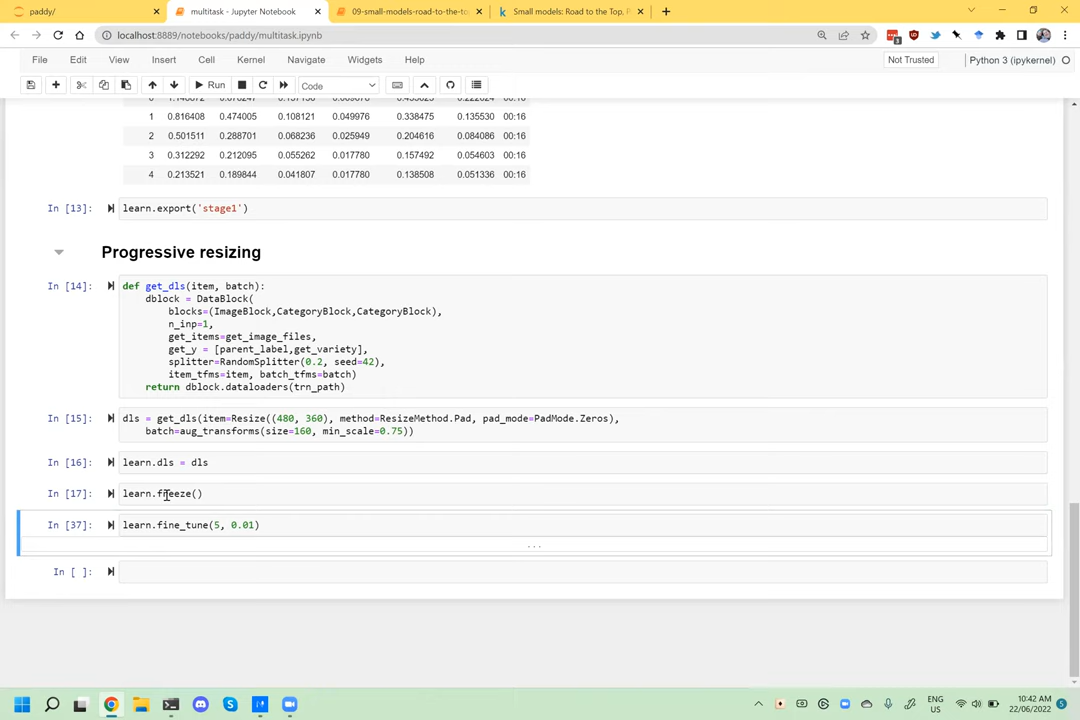 paddy/
multitask - Jupyter Notebook
09-small-models-road-to-the-to
Small models: Road to the Top,
localhost:8889/notebooks/paddy/multitask.ipynb
File Edit View Insert Cell Kernel Navigate Widgets Help
Not Trusted
Python 3 (ipykernel)
Run
Code
1 0.816408 0.474005 0.108121 0.049976 0.338475 0.135530 00:16
2 0.501511 0.288701 0.068236 0.025949 0.204616 0.084086 00:16
3 0.312292 0.212095 0.055262 0.017780 0.157492 0.054603 00:16
4 0.213521 0.189844 0.041807 0.017780 0.138508 0.051336 00:16
In [13]: learn.export('stage1')
Progressive resizing
In [14]: def get_dls(item, batch):
dblock = DataBlock(
blocks=(ImageBlock,CategoryBlock,CategoryBlock),
n_inp=1,
get_items=get_image_files,
get_y = [parent_label,get_variety],
splitter=RandomSplitter(0.2, seed=42),
item_tfms=item, batch_tfms=batch)
return dblock.dataloaders(trn_path)
In [15]: dls = get_dls(item=Resize((480, 360), method=ResizeMethod.Pad, pad_mode=PadMode.Zeros),
batch=aug_transforms(size=160, min_scale=0.75))
In [16]: learn.dls = dls
In [17]: learn.freeze()
In [37]: learn.fine_tune(5, 0.01)
...
In [ ]:
ENG
US
10:42 AM
22/06/2022